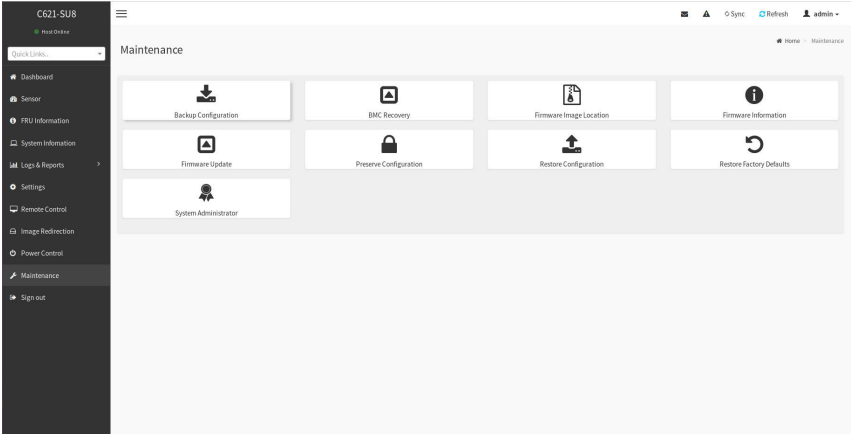 C621-SU8
Host Online
Quick Links..
Dashboard
Sensor
FRU Information
System Infomation
Logs & Reports
Settings
Remote Control
Image Redirection
Power Control
Maintenance
Sign out
Sync Refresh admin
Maintenance
Home > Maintenance
Backup Configuration BMC Recovery Firmware Image Location Firmware Information
Firmware Update Preserve Configuration Restore Configuration Restore Factory Defaults
System Administrator